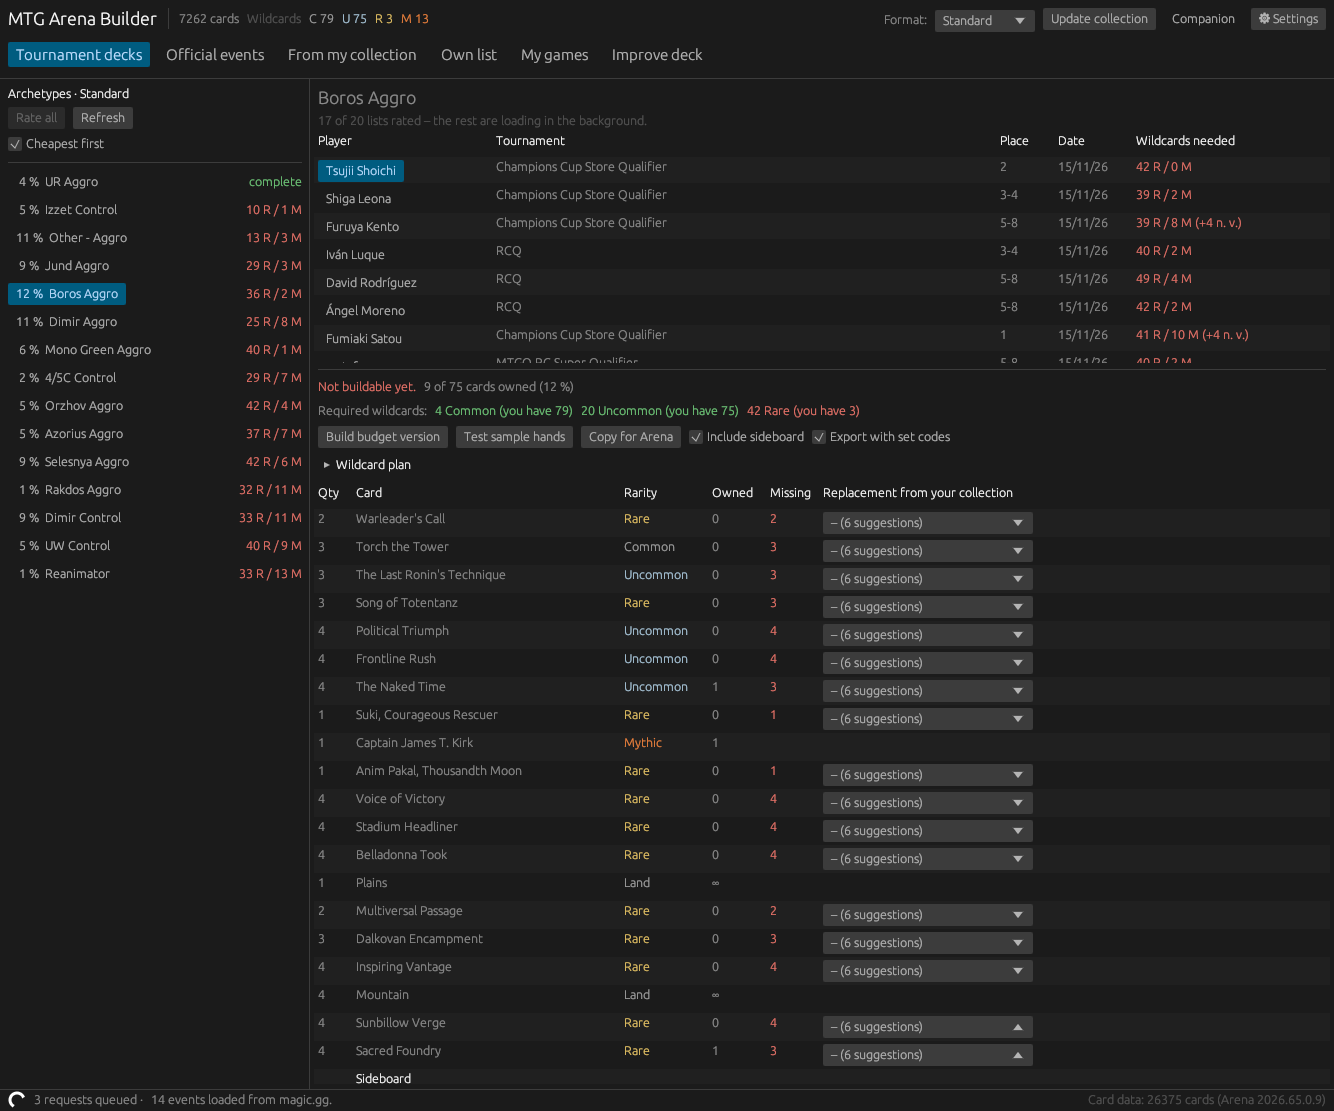 MTG Arena Builder 7262 cards Wildcards C 79 U 75 R 3 M 13 Format: Standard Update collection Companion Settings
Tournament decks Official events From my collection Own list My games Improve deck
Archetypes · Standard
Rate all Refresh
Cheapest first
4 % UR Aggro complete
5 % Izzet Control 10 R / 1 M
11 % Other - Aggro 13 R / 3 M
9 % Jund Aggro 29 R / 3 M
12 % Boros Aggro 36 R / 2 M
11 % Dimir Aggro 25 R / 8 M
6 % Mono Green Aggro 40 R / 1 M
2 % 4/5C Control 29 R / 7 M
5 % Orzhov Aggro 42 R / 4 M
5 % Azorius Aggro 37 R / 7 M
9 % Selesnya Aggro 42 R / 6 M
1 % Rakdos Aggro 32 R / 11 M
9 % Dimir Control 33 R / 11 M
5 % UW Control 40 R / 9 M
1 % Reanimator 33 R / 13 M
Boros Aggro
17 of 20 lists rated – the rest are loading in the background.
Player Tournament Place Date Wildcards needed
Tsujii Shoichi Champions Cup Store Qualifier 2 15/11/26 42 R / 0 M
Shiga Leona Champions Cup Store Qualifier 3-4 15/11/26 39 R / 2 M
Furuya Kento Champions Cup Store Qualifier 5-8 15/11/26 39 R / 8 M (+4 n. v.)
Iván Luque RCQ 3-4 15/11/26 40 R / 2 M
David Rodríguez RCQ 5-8 15/11/26 49 R / 4 M
Ángel Moreno RCQ 5-8 15/11/26 42 R / 2 M
Fumiaki Satou Champions Cup Store Qualifier 1 15/11/26 41 R / 10 M (+4 n. v.)
MTGO RC Super Qualifier 5-8 15/11/26 40 R / 2 M
Not buildable yet. 9 of 75 cards owned (12 %)
Required wildcards: 4 Common (you have 79) 20 Uncommon (you have 75) 42 Rare (you have 3)
Build budget version Test sample hands Copy for Arena Include sideboard Export with set codes
Wildcard plan
Qty Card Rarity Owned Missing Replacement from your collection
2 Warleader's Call Rare 0 2 – (6 suggestions)
3 Torch the Tower Common 0 3 – (6 suggestions)
3 The Last Ronin's Technique Uncommon 0 3 – (6 suggestions)
3 Song of Totentanz Rare 0 3 – (6 suggestions)
4 Political Triumph Uncommon 0 4 – (6 suggestions)
4 Frontline Rush Uncommon 0 4 – (6 suggestions)
4 The Naked Time Uncommon 1 3 – (6 suggestions)
1 Suki, Courageous Rescuer Rare 0 1 – (6 suggestions)
1 Captain James T. Kirk Mythic 1
1 Anim Pakal, Thousandth Moon Rare 0 1 – (6 suggestions)
4 Voice of Victory Rare 0 4 – (6 suggestions)
4 Stadium Headliner Rare 0 4 – (6 suggestions)
4 Belladonna Took Rare 0 4 – (6 suggestions)
1 Plains Land ∞
2 Multiversal Passage Rare 0 2 – (6 suggestions)
3 Dalkovan Encampment Rare 0 3 – (6 suggestions)
4 Inspiring Vantage Rare 0 4 – (6 suggestions)
4 Mountain Land ∞
4 Sunbillow Verge Rare 0 4 – (6 suggestions)
4 Sacred Foundry Rare 1 3 – (6 suggestions)
Sideboard
3 requests queued · 14 events loaded from magic.gg. Card data: 26375 cards (Arena 2026.65.0.9)